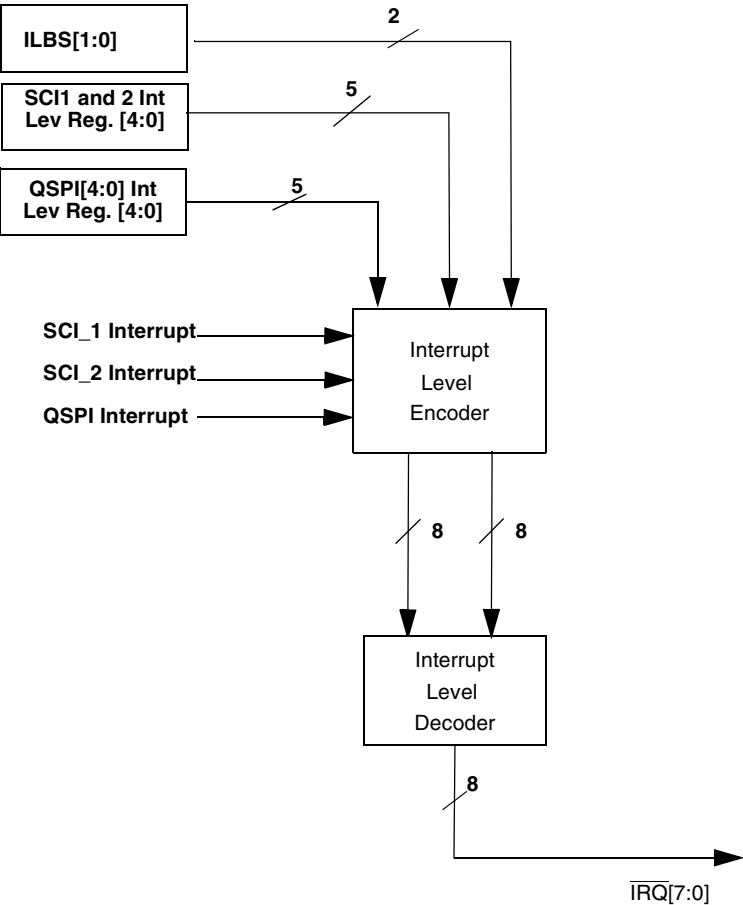 2
ILBS[1:0]
5
SCI1 and 2 Int
Lev Reg. [4:0]
5
QSPI[4:0] Int
Lev Reg. [4:0]
SCI_1 Interrupt
SCI_2 Interrupt
QSPI Interrupt
Interrupt
Level
Encoder
8
8
Interrupt
Level
Decoder
8
I̅R̅Q̅[7:0]